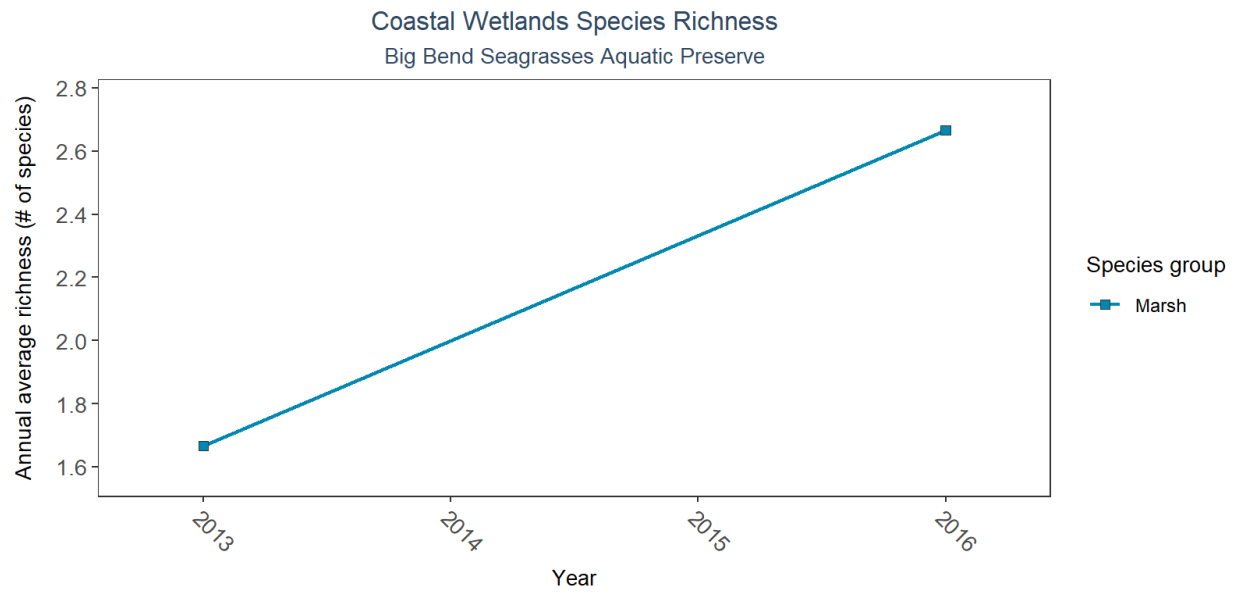 Coastal Wetlands Species Richness
Big Bend Seagrasses Aquatic Preserve
Annual average richness (# of species)
2.8
2.6
2.4
2.2
2.0
1.8
1.6
2013
2014
2015
2016
Year
Species group
Marsh